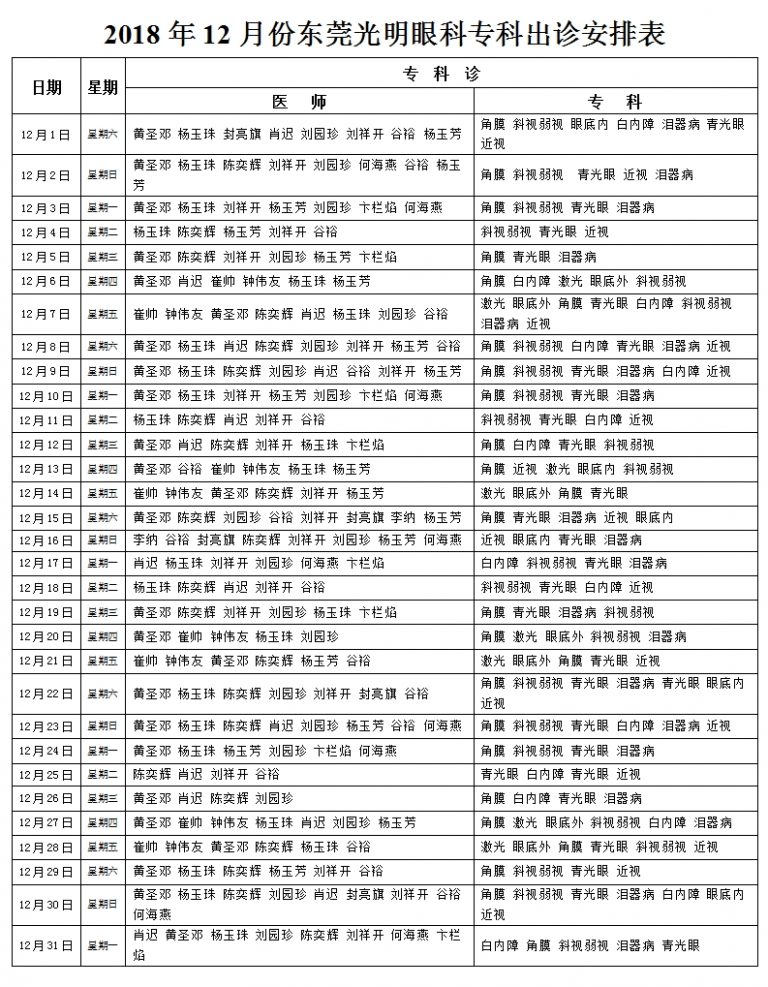 2018 年 12 月份东莞光明眼科专科出诊安排表
日期 星期 专 科 诊
医 师 专 科
12月1日 星期六 黄圣邓 杨玉珠 封亮旗 肖迟 刘园珍 刘祥开 谷裕 杨玉芳 角膜 斜视弱视 眼底内 白内障 泪器病 青光眼
近视
12月2日 星期日 黄圣邓 杨玉珠 陈奕辉 刘祥开 刘园珍 何海燕 谷裕 杨玉
芳 角膜 斜视弱视 青光眼 近视 泪器病
12月3日 星期一 黄圣邓 杨玉珠 刘祥开 杨玉芳 刘园珍 卞栏焰 何海燕 角膜 斜视弱视 青光眼 泪器病
12月4日 星期二 杨玉珠 陈奕辉 杨玉芳 刘祥开 谷裕 斜视弱视 青光眼 近视
12月5日 星期三 黄圣邓 陈奕辉 刘祥开 刘园珍 杨玉芳 卞栏焰 角膜 青光眼 泪器病
12月6日 星期四 黄圣邓 肖迟 崔帅 钟伟友 杨玉珠 杨玉芳 角膜 白内障 激光 眼底外 斜视弱视
12月7日 星期五 崔帅 钟伟友 黄圣邓 陈奕辉 肖迟 杨玉珠 刘园珍 谷裕 激光 眼底外 角膜 青光眼 白内障 斜视弱视
泪器病 近视
12月8日 星期六 黄圣邓 杨玉珠 肖迟 陈奕辉 刘园珍 刘祥开 杨玉芳 谷裕 角膜 斜视弱视 白内障 青光眼 泪器病 近视
12月9日 星期日 黄圣邓 杨玉珠 陈奕辉 刘园珍 肖迟 谷裕 刘祥开 杨玉芳 角膜 斜视弱视 青光眼 泪器病 白内障 近视
12月10日 星期一 黄圣邓 杨玉珠 刘祥开 杨玉芳 刘园珍 卞栏焰 何海燕 角膜 斜视弱视 青光眼 泪器病
12月11日 星期二 杨玉珠 陈奕辉 肖迟 刘祥开 谷裕 斜视弱视 青光眼 白内障 近视
12月12日 星期三 黄圣邓 肖迟 陈奕辉 刘祥开 杨玉珠 卞栏焰 角膜 白内障 青光眼 斜视弱视
12月13日 星期四 黄圣邓 谷裕 崔帅 钟伟友 杨玉珠 杨玉芳 角膜 近视 激光 眼底内 斜视弱视
12月14日 星期五 崔帅 钟伟友 黄圣邓 陈奕辉 刘祥开 杨玉芳 激光 眼底外 角膜 青光眼
12月15日 星期六 黄圣邓 陈奕辉 刘园珍 谷裕 刘祥开 封亮旗 李纳 杨玉芳 角膜 青光眼 泪器病 近视 眼底内
12月16日 星期日 李纳 谷裕 封亮旗 陈奕辉 刘祥开 刘园珍 杨玉芳 何海燕 近视 眼底内 青光眼 泪器病
12月17日 星期一 肖迟 杨玉珠 刘祥开 刘园珍 何海燕 卞栏焰 白内障 斜视弱视 青光眼 泪器病
12月18日 星期二 杨玉珠 陈奕辉 肖迟 刘祥开 谷裕 斜视弱视 青光眼 白内障 近视
12月19日 星期三 黄圣邓 陈奕辉 刘祥开 刘园珍 杨玉珠 卞栏焰 角膜 青光眼 泪器病 斜视弱视
12月20日 星期四 黄圣邓 崔帅 钟伟友 杨玉珠 刘园珍 角膜 激光 眼底外 斜视弱视 泪器病
12月21日 星期五 崔帅 钟伟友 黄圣邓 陈奕辉 杨玉芳 谷裕 激光 眼底外 角膜 青光眼 近视
12月22日 星期六 黄圣邓 杨玉珠 陈奕辉 刘园珍 刘祥开 封亮旗 谷裕 角膜 斜视弱视 青光眼 泪器病 青光眼 眼底内
近视
12月23日 星期日 黄圣邓 杨玉珠 陈奕辉 肖迟 刘园珍 杨玉芳 谷裕 何海燕 角膜 斜视弱视 青光眼 白内障 泪器病 近视
12月24日 星期一 黄圣邓 杨玉珠 杨玉芳 刘园珍 卞栏焰 何海燕 角膜 斜视弱视 青光眼 泪器病
12月25日 星期二 陈奕辉 肖迟 刘祥开 谷裕 青光眼 白内障 青光眼 近视
12月26日 星期三 黄圣邓 肖迟 陈奕辉 刘园珍 角膜 白内障 青光眼 泪器病
12月27日 星期四 黄圣邓 崔帅 钟伟友 杨玉珠 肖迟 刘园珍 杨玉芳 角膜 激光 眼底外 斜视弱视 白内障 泪器病
12月28日 星期五 崔帅 钟伟友 黄圣邓 陈奕辉 杨玉珠 谷裕 激光 眼底外 角膜 青光眼 斜视弱视 近视
12月29日 星期六 黄圣邓 杨玉珠 陈奕辉 杨玉芳 刘祥开 谷裕 角膜 斜视弱视 青光眼 近视
12月30日 星期日 黄圣邓 杨玉珠 陈奕辉 刘园珍 肖迟 封亮旗 刘祥开 谷裕
何海燕 角膜 斜视弱视 青光眼 泪器病 白内障 眼底内
近视
12月31日 星期一 肖迟 黄圣邓 杨玉珠 刘园珍 陈奕辉 刘祥开 何海燕 卞栏
焰 白内障 角膜 斜视弱视 泪器病 青光眼